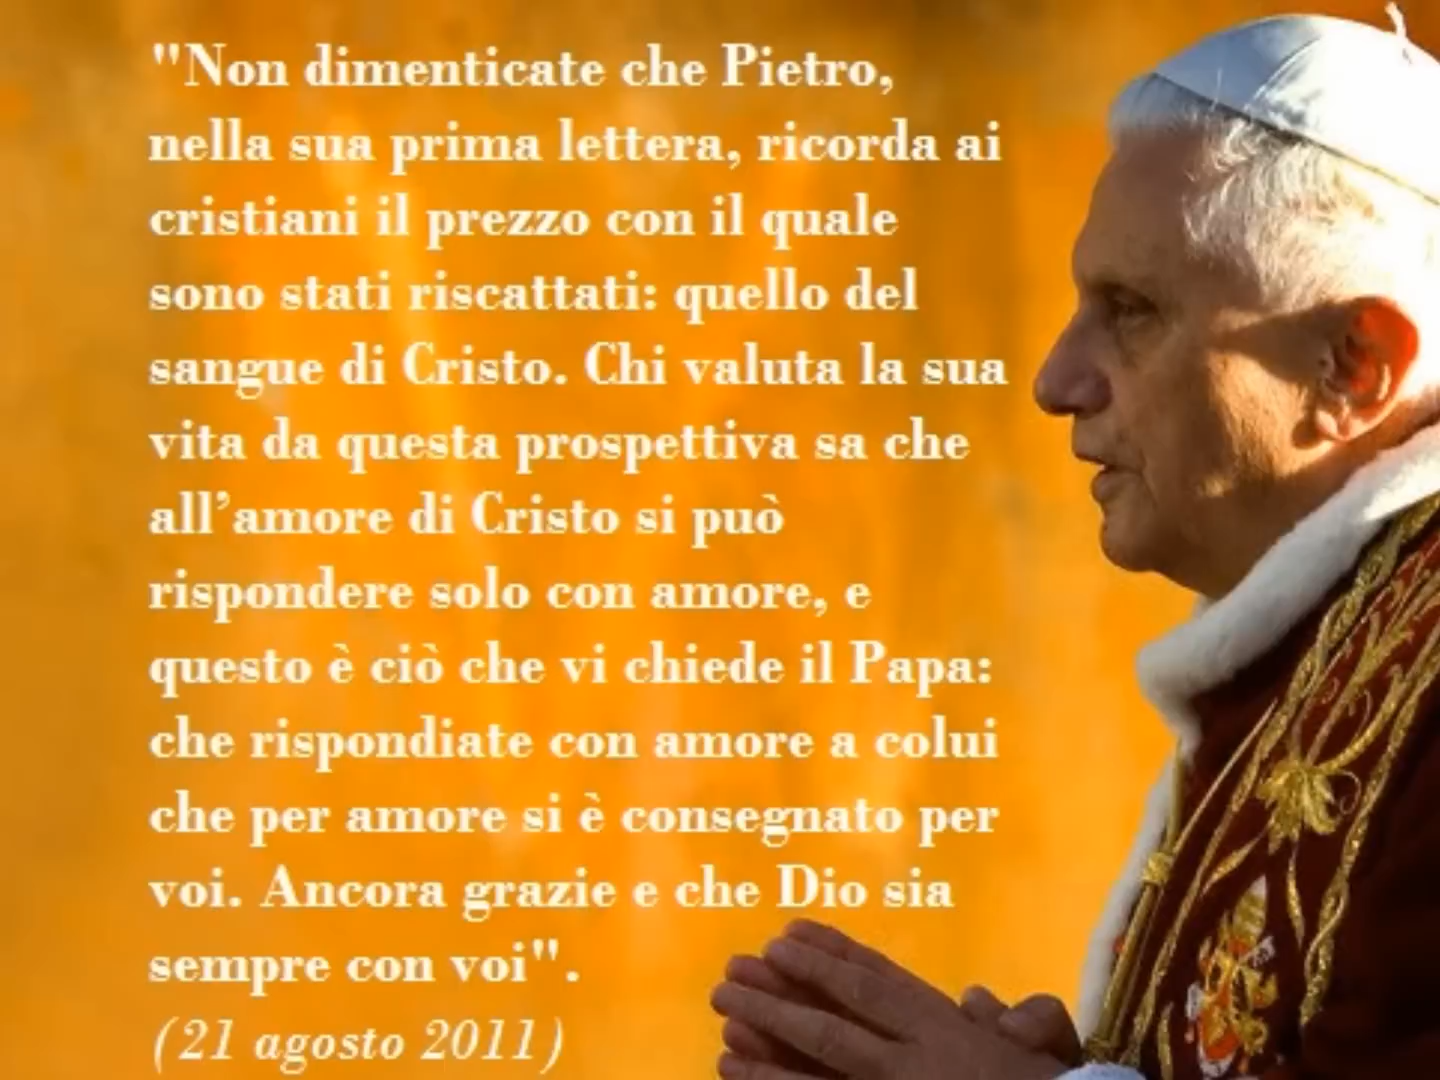 "Non dimenticate che Pietro,
nella sua prima lettera, ricorda ai
cristiani il prezzo con il quale
sono stati riscattati: quello del
sangue di Cristo. Chi valuta la sua
vita da questa prospettiva sa che
all’amore di Cristo si può
rispondere solo con amore, e
questo è ciò che vi chiede il Papa:
che rispondiate con amore a colui
che per amore si è consegnato per
voi. Ancora grazie e che Dio sia
sempre con voi".
(21 agosto 2011)